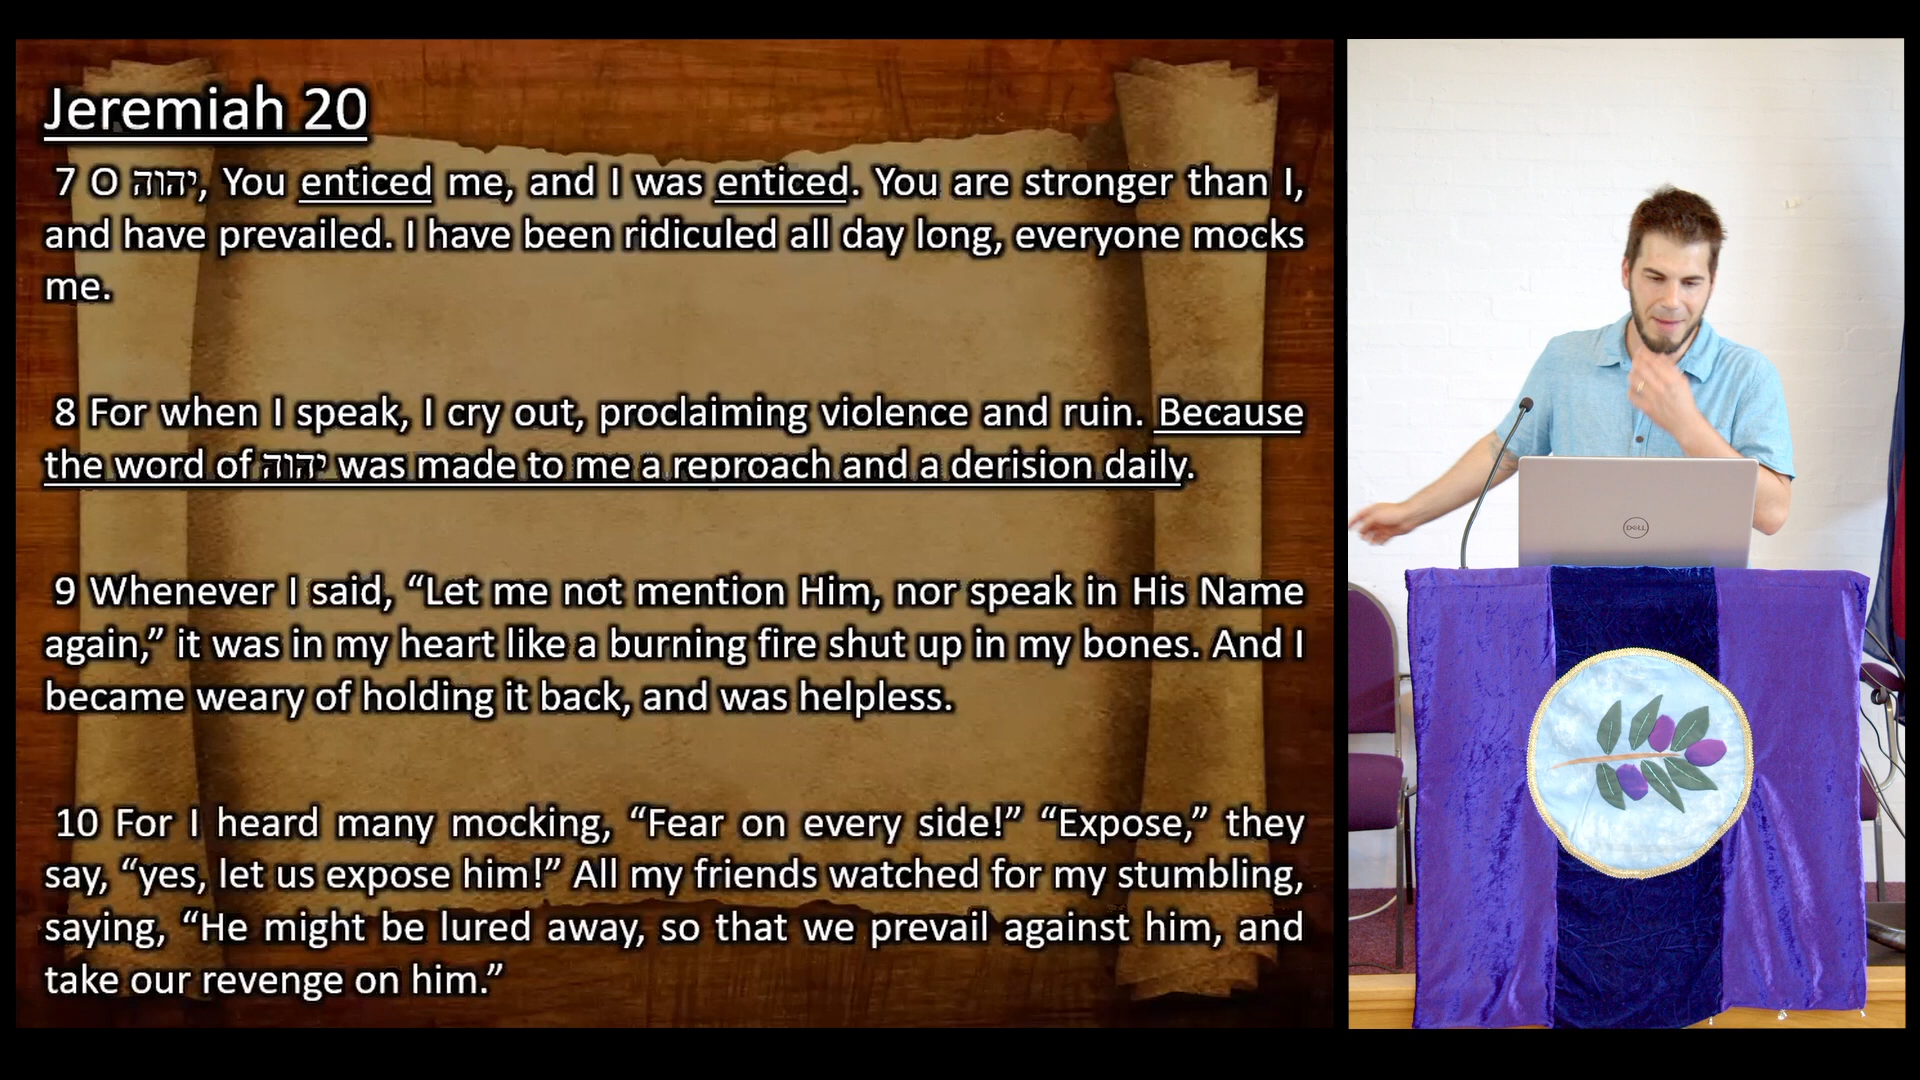 Jeremiah 20
7 O יהוה, You enticed me, and I was enticed. You are stronger than I,
and have prevailed. I have been ridiculed all day long, everyone mocks
me.
8 For when I speak, I cry out, proclaiming violence and ruin. Because
the word of יהוה was made to me a reproach and a derision daily.
9 Whenever I said, “Let me not mention Him, nor speak in His Name
again,” it was in my heart like a burning fire shut up in my bones. And I
became weary of holding it back, and was helpless.
10 For I heard many mocking, “Fear on every side!” “Expose,” they
say, “yes, let us expose him!” All my friends watched for my stumbling,
saying, “He might be lured away, so that we prevail against him, and
take our revenge on him.”
DELL